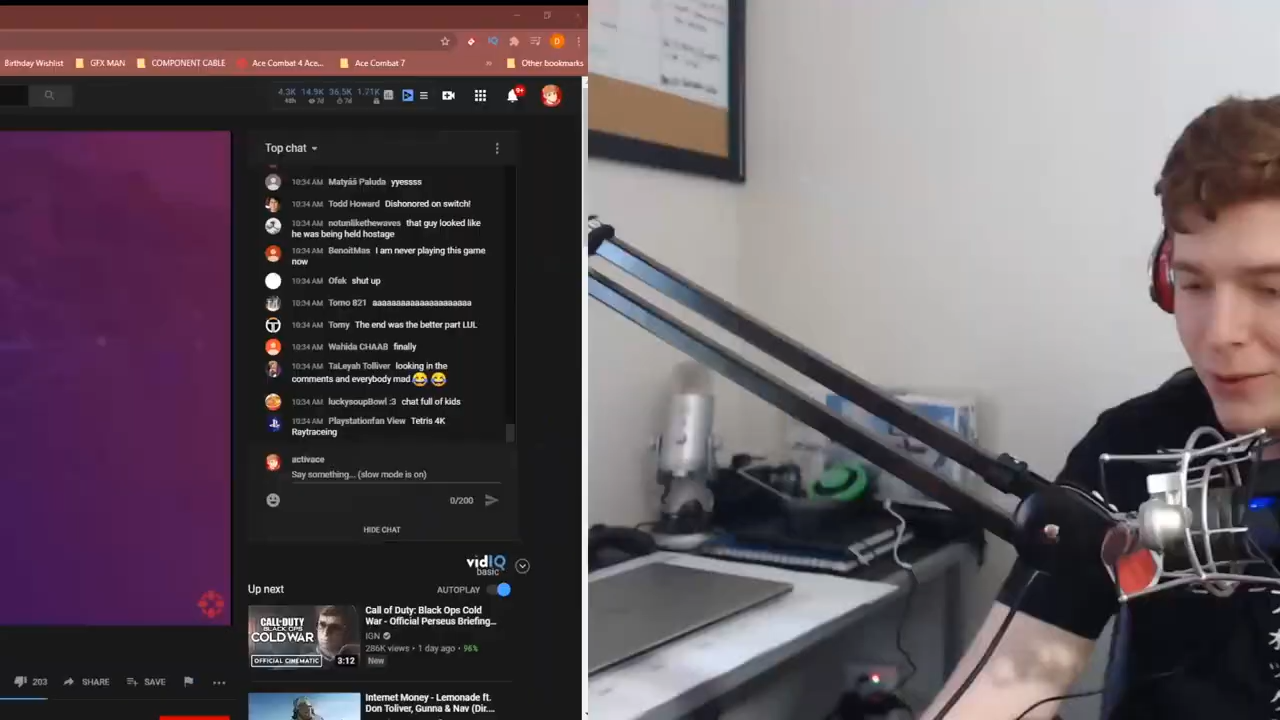 Birthday Wishlist GFX MAN COMPONENT CABLE Ace Combat 4 Ace... Ace Combat 7 » Other bookmarks
4.3K 14.9K 36.5K 1.71K
48h 7d 7d
9+
Top chat
10:34 AM Matyáš Paluda yyessss
10:34 AM Todd Howard Dishonored on switch!
10:34 AM notunlikethewaves that guy looked like
he was being held hostage
10:34 AM BenoitMas I am never playing this game
now
10:34 AM Ofek shut up
10:34 AM Tomo 821 aaaaaaaaaaaaaaaaaaaaa
10:34 AM Tomy The end was the better part LUL
10:34 AM Wahida CHAAB finally
10:34 AM TaLeyah Tolliver looking in the
comments and everybody mad 😂 😂
10:34 AM luckysoupBowl :3 chat full of kids
10:34 AM Playstationfan View Tetris 4K
Raytraceing
activace
Say something... (slow mode is on)
0/200
HIDE CHAT
vidIQ
basic
Up next AUTOPLAY
CALL OF DUTY
BLACK OPS
COLD WAR
OFFICIAL CINEMATIC
3:12
Call of Duty: Black Ops Cold
War - Official Perseus Briefing...
IGN
286K views • 1 day ago • 96%
New
203 SHARE SAVE
Internet Money - Lemonade ft.
Don Toliver, Gunna & Nav (Dir....